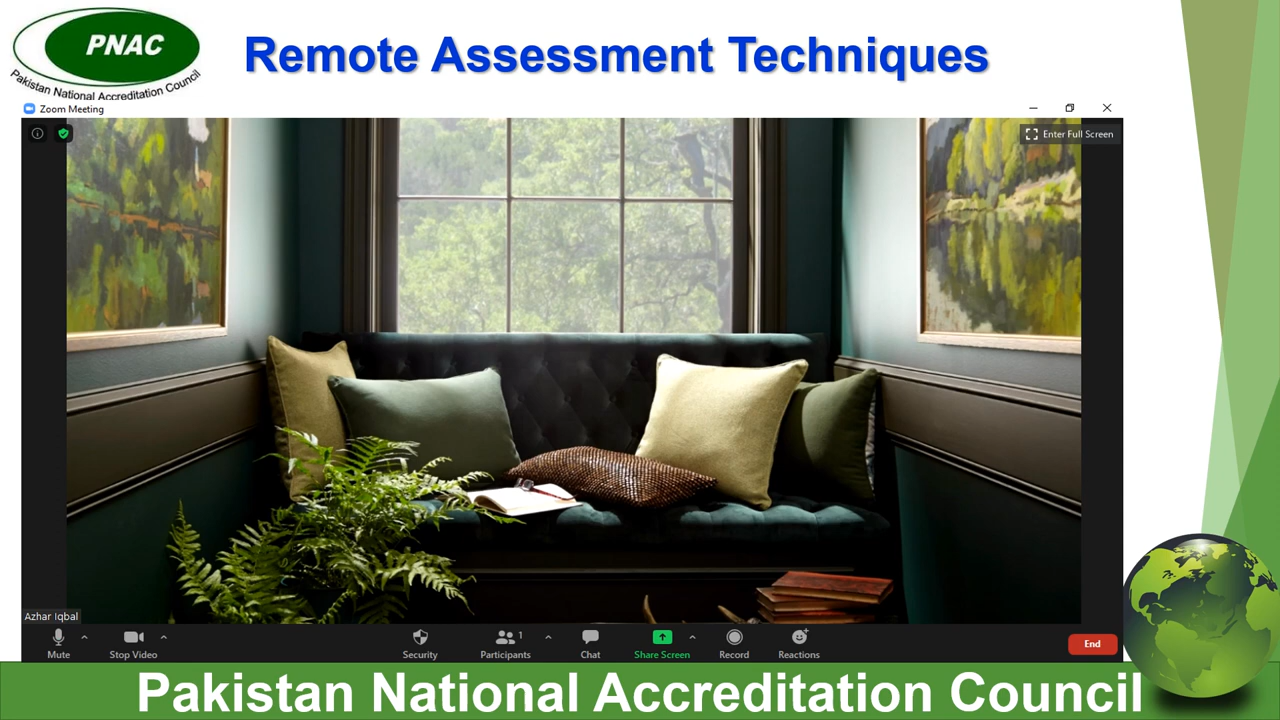 PNAC
Pakistan National Accreditation Council
Remote Assessment Techniques
Zoom Meeting
Enter Full Screen
Azhar Iqbal
Mute
Stop Video
Security
1
Participants
Chat
Share Screen
Record
Reactions
End
Pakistan National Accreditation Council